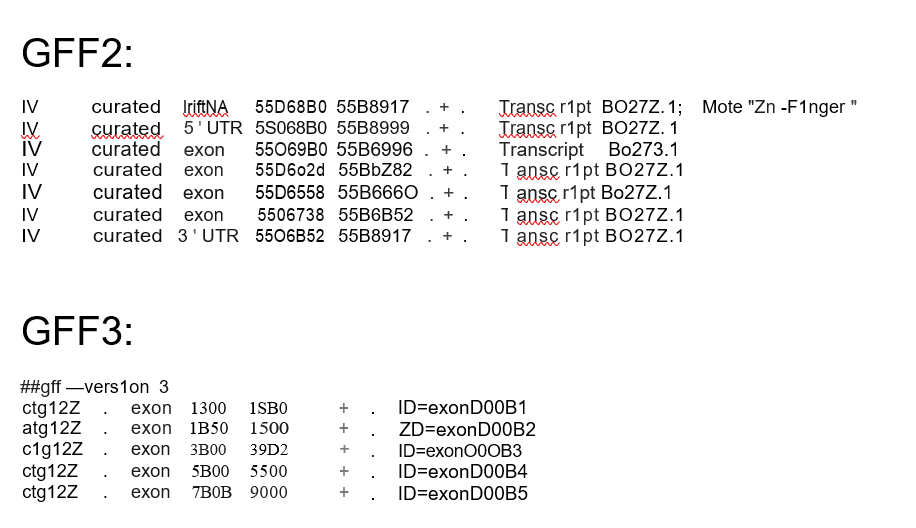 GFF2:
IV curated lriftNA 55D68B0 55B8917 . + . Transc r1pt BO27Z.1; Mote "Zn -F1nger "
IV curated 5 ' UTR 5S068B0 55B8999 . + . Transc r1pt BO27Z. 1
IV curated exon 55O69B0 55B6996 . + . Transcript Bo273.1
IV curated exon 55D6o2d 55BbZ82 . + . T ansc r1pt BO27Z.1
IV curated exon 55D6558 55B666O . + . T ansc r1pt Bo27Z.1
IV curated exon 5506738 55B6B52 . + . T ansc r1pt BO27Z.1
IV curated 3 ' UTR 55O6B52 55B8917 . + . T ansc r1pt BO27Z.1
GFF3:
##gff —vers1on 3
ctg12Z . exon 1300 1SB0 + . ID=exonD00B1
atg12Z . exon 1B50 1500 + . ZD=exonD00B2
c1g12Z . exon 3B00 39D2 + . ID=exonO0OB3
ctg12Z . exon 5B00 5500 + . ID=exonD00B4
ctg12Z . exon 7B0B 9000 + . ID=exonD00B5